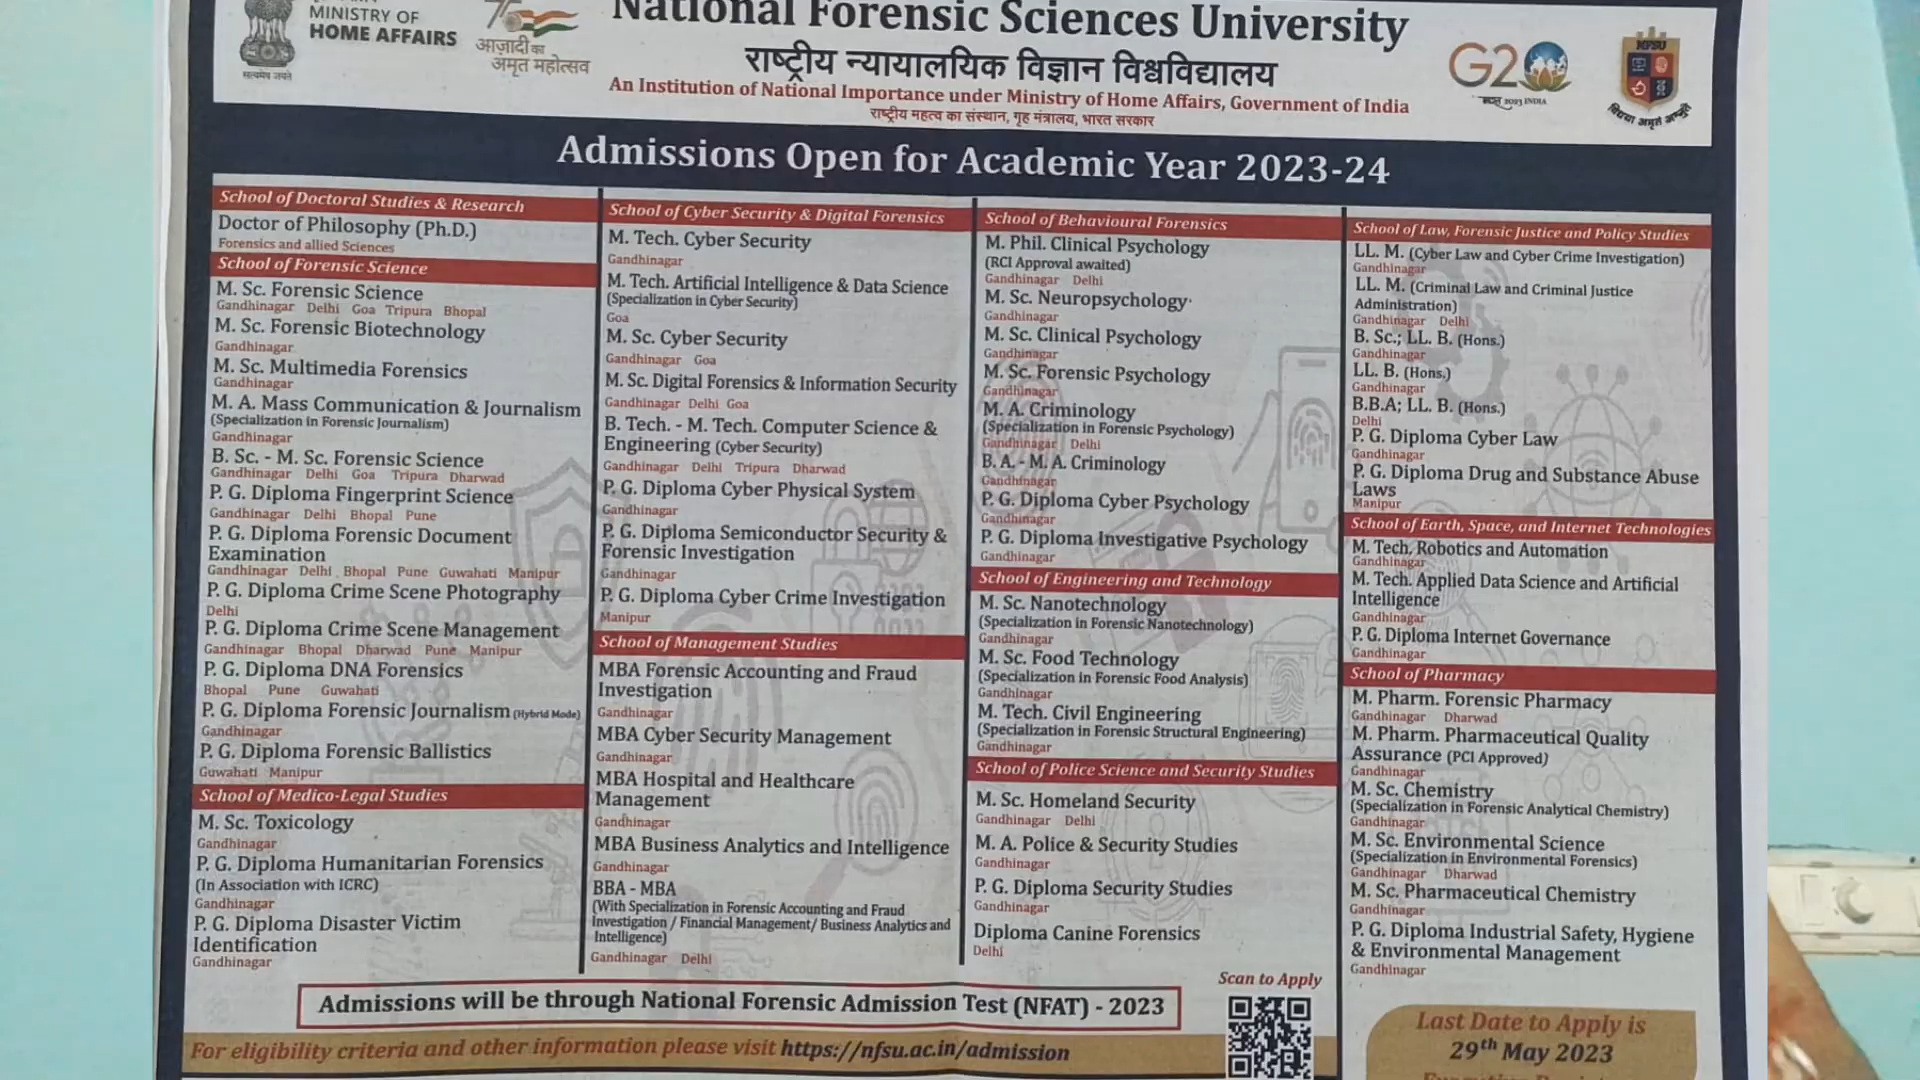 MINISTRY OF
HOME AFFAIRS
सत्यमेव जयते
75
आज़ादी का
अमृत महोत्सव
National Forensic Sciences University
राष्ट्रीय न्यायालयिक विज्ञान विश्वविद्यालय
An Institution of National Importance under Ministry of Home Affairs, Government of India
राष्ट्रीय महत्व का संस्थान, गृह मंत्रालय, भारत सरकार
G20
भारत 2023 INDIA
NFSU
Admissions Open for Academic Year 2023-24
School of Doctoral Studies & Research
Doctor of Philosophy (Ph.D.)
Forensics and allied Sciences
School of Forensic Science
M. Sc. Forensic Science
Gandhinagar Delhi Goa Tripura Bhopal
M. Sc. Forensic Biotechnology
Gandhinagar
M. Sc. Multimedia Forensics
Gandhinagar
M. A. Mass Communication & Journalism
(Specialization in Forensic Journalism)
Gandhinagar
B. Sc. - M. Sc. Forensic Science
Gandhinagar Delhi Goa Tripura Dharwad
P. G. Diploma Fingerprint Science
Gandhinagar Delhi Bhopal Pune
P. G. Diploma Forensic Document
Examination
Gandhinagar Delhi Bhopal Pune Guwahati Manipur
P. G. Diploma Crime Scene Photography
Delhi
P. G. Diploma Crime Scene Management
Gandhinagar Bhopal Dharwad Pune Manipur
P. G. Diploma DNA Forensics
Bhopal Pune Guwahati
P. G. Diploma Forensic Journalism (Hybrid Mode)
Gandhinagar
P. G. Diploma Forensic Ballistics
Guwahati Manipur
School of Medico-Legal Studies
M. Sc. Toxicology
Gandhinagar
P. G. Diploma Humanitarian Forensics
(In Association with ICRC)
Gandhinagar
P. G. Diploma Disaster Victim
Identification
Gandhinagar
School of Cyber Security & Digital Forensics
M. Tech. Cyber Security
Gandhinagar
M. Tech. Artificial Intelligence & Data Science
(Specialization in Cyber Security)
Goa
M. Sc. Cyber Security
Gandhinagar Goa
M. Sc. Digital Forensics & Information Security
Gandhinagar Delhi Goa
B. Tech. - M. Tech. Computer Science &
Engineering (Cyber Security)
Gandhinagar Delhi Tripura Dharwad
P. G. Diploma Cyber Physical System
Gandhinagar
P. G. Diploma Semiconductor Security &
Forensic Investigation
Gandhinagar
P. G. Diploma Cyber Crime Investigation
Manipur
School of Management Studies
MBA Forensic Accounting and Fraud
Investigation
Gandhinagar
MBA Cyber Security Management
Gandhinagar
MBA Hospital and Healthcare
Management
Gandhinagar
MBA Business Analytics and Intelligence
Gandhinagar
BBA - MBA
(With Specialization in Forensic Accounting and Fraud
Investigation / Financial Management/ Business Analytics and
Intelligence)
Gandhinagar Delhi
School of Behavioural Forensics
M. Phil. Clinical Psychology
(RCI Approval awaited)
Gandhinagar Delhi
M. Sc. Neuropsychology
Gandhinagar
M. Sc. Clinical Psychology
Gandhinagar
M. Sc. Forensic Psychology
Gandhinagar
M. A. Criminology
(Specialization in Forensic Psychology)
Gandhinagar Delhi
B. A. - M. A. Criminology
Gandhinagar
P. G. Diploma Cyber Psychology
Gandhinagar
P. G. Diploma Investigative Psychology
Gandhinagar
School of Engineering and Technology
M. Sc. Nanotechnology
(Specialization in Forensic Nanotechnology)
Gandhinagar
M. Sc. Food Technology
(Specialization in Forensic Food Analysis)
Gandhinagar
M. Tech. Civil Engineering
(Specialization in Forensic Structural Engineering)
Gandhinagar
School of Police Science and Security Studies
M. Sc. Homeland Security
Gandhinagar Delhi
M. A. Police & Security Studies
Gandhinagar
P. G. Diploma Security Studies
Gandhinagar
Diploma Canine Forensics
Delhi
School of Law, Forensic Justice and Policy Studies
LL. M. (Cyber Law and Cyber Crime Investigation)
Gandhinagar
LL. M. (Criminal Law and Criminal Justice
Administration)
Gandhinagar Delhi
B. Sc.; LL. B. (Hons.)
Gandhinagar
LL. B. (Hons.)
Gandhinagar
B.B.A; LL. B. (Hons.)
Delhi
P. G. Diploma Cyber Law
Gandhinagar
P. G. Diploma Drug and Substance Abuse
Laws
Manipur
School of Earth, Space, and Internet Technologies
M. Tech. Robotics and Automation
Gandhinagar
M. Tech. Applied Data Science and Artificial
Intelligence
Gandhinagar
P. G. Diploma Internet Governance
Gandhinagar
School of Pharmacy
M. Pharm. Forensic Pharmacy
Gandhinagar Dharwad
M. Pharm. Pharmaceutical Quality
Assurance (PCI Approved)
Gandhinagar
M. Sc. Chemistry
(Specialization in Forensic Analytical Chemistry)
Gandhinagar
M. Sc. Environmental Science
(Specialization in Environmental Forensics)
Gandhinagar Dharwad
M. Sc. Pharmaceutical Chemistry
Gandhinagar
P. G. Diploma Industrial Safety, Hygiene
& Environmental Management
Gandhinagar
Admissions will be through National Forensic Admission Test (NFAT) - 2023
For eligibility criteria and other information please visit https://nfsu.ac.in/admission
Scan to Apply
Last Date to Apply is
29th May 2023